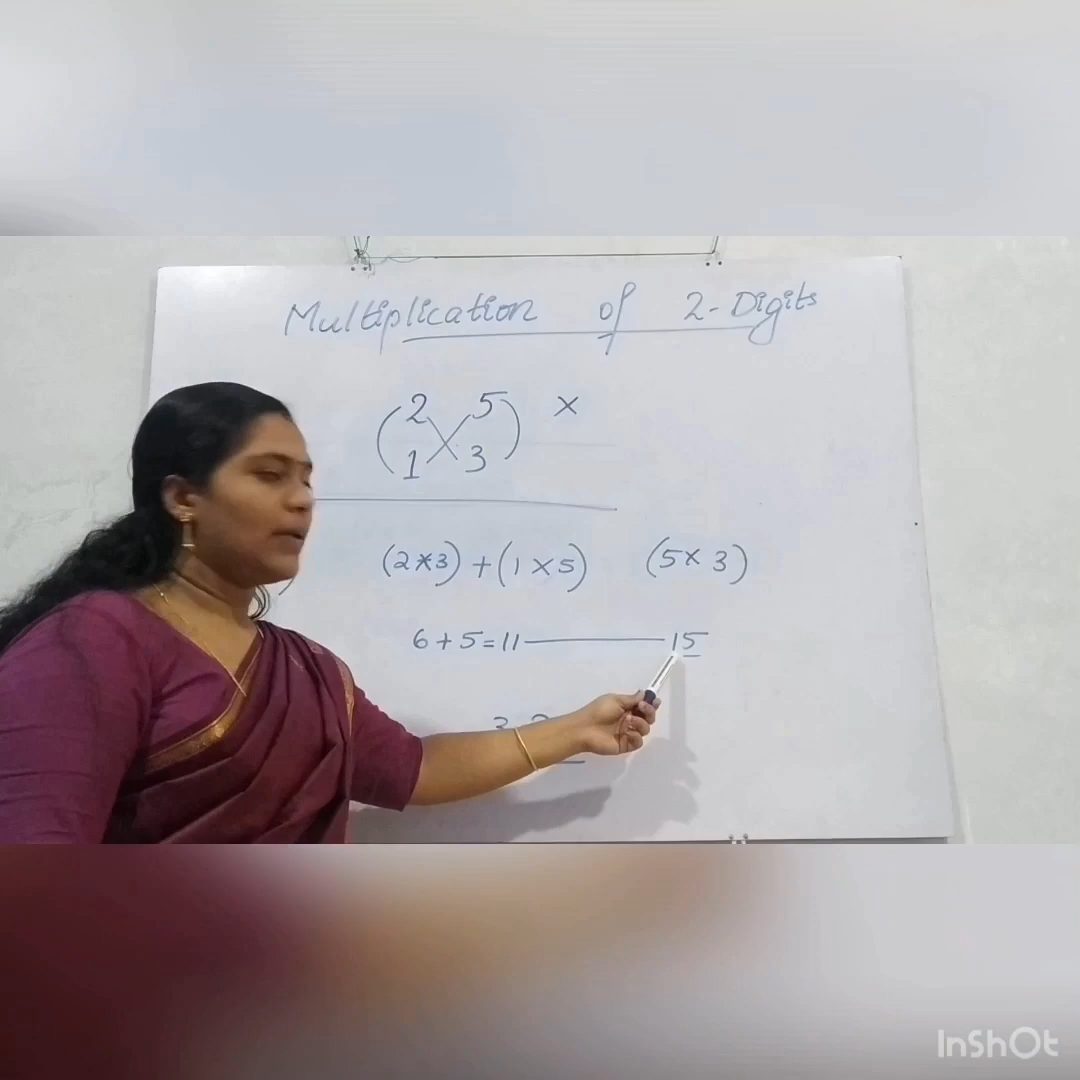 Multiplication of 2-Digits
(2 5) ×
1 3
(2*3) + (1×5) (5× 3)
6+5=11 15
InShOt